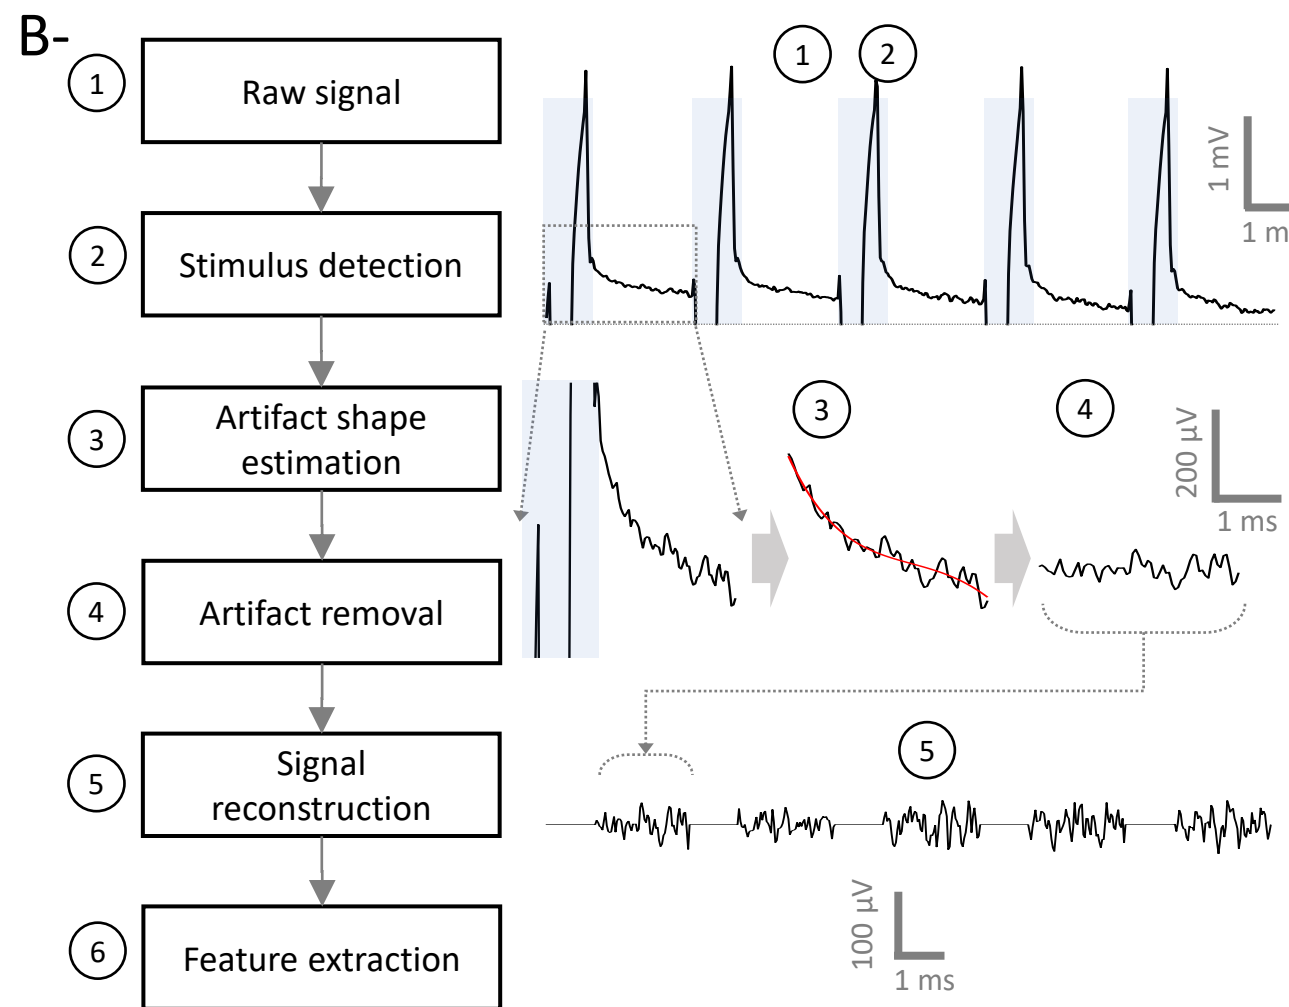 B-
1
Raw signal
2
Stimulus detection
3
Artifact shape
estimation
4
Artifact removal
5
Signal
reconstruction
6
Feature extraction
1
2
1 mV
1 m
3
4
200 µV
1 ms
5
100 µV
1 ms